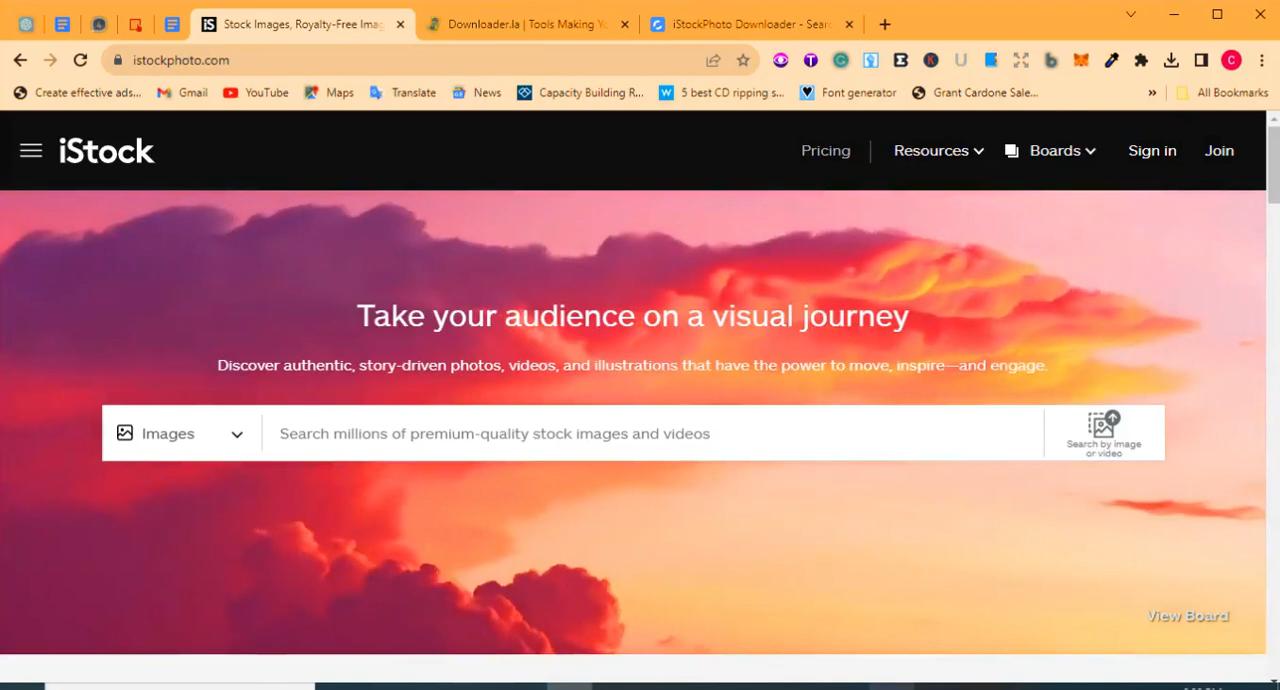 iS Stock Images, Royalty-Free Imag
Downloader.la | Tools Making Yo
iStockPhoto Downloader - Sear
istockphoto.com
Create effective ads...
Gmail
YouTube
Maps
Translate
News
Capacity Building R...
5 best CD ripping s...
Font generator
Grant Cardone Sale...
» All Bookmarks
iStock
Pricing
Resources
Boards
Sign in
Join
Take your audience on a visual journey
Discover authentic, story-driven photos, videos, and illustrations that have the power to move, inspire—and engage.
Images
Search millions of premium-quality stock images and videos
Search by image
or video
View Board